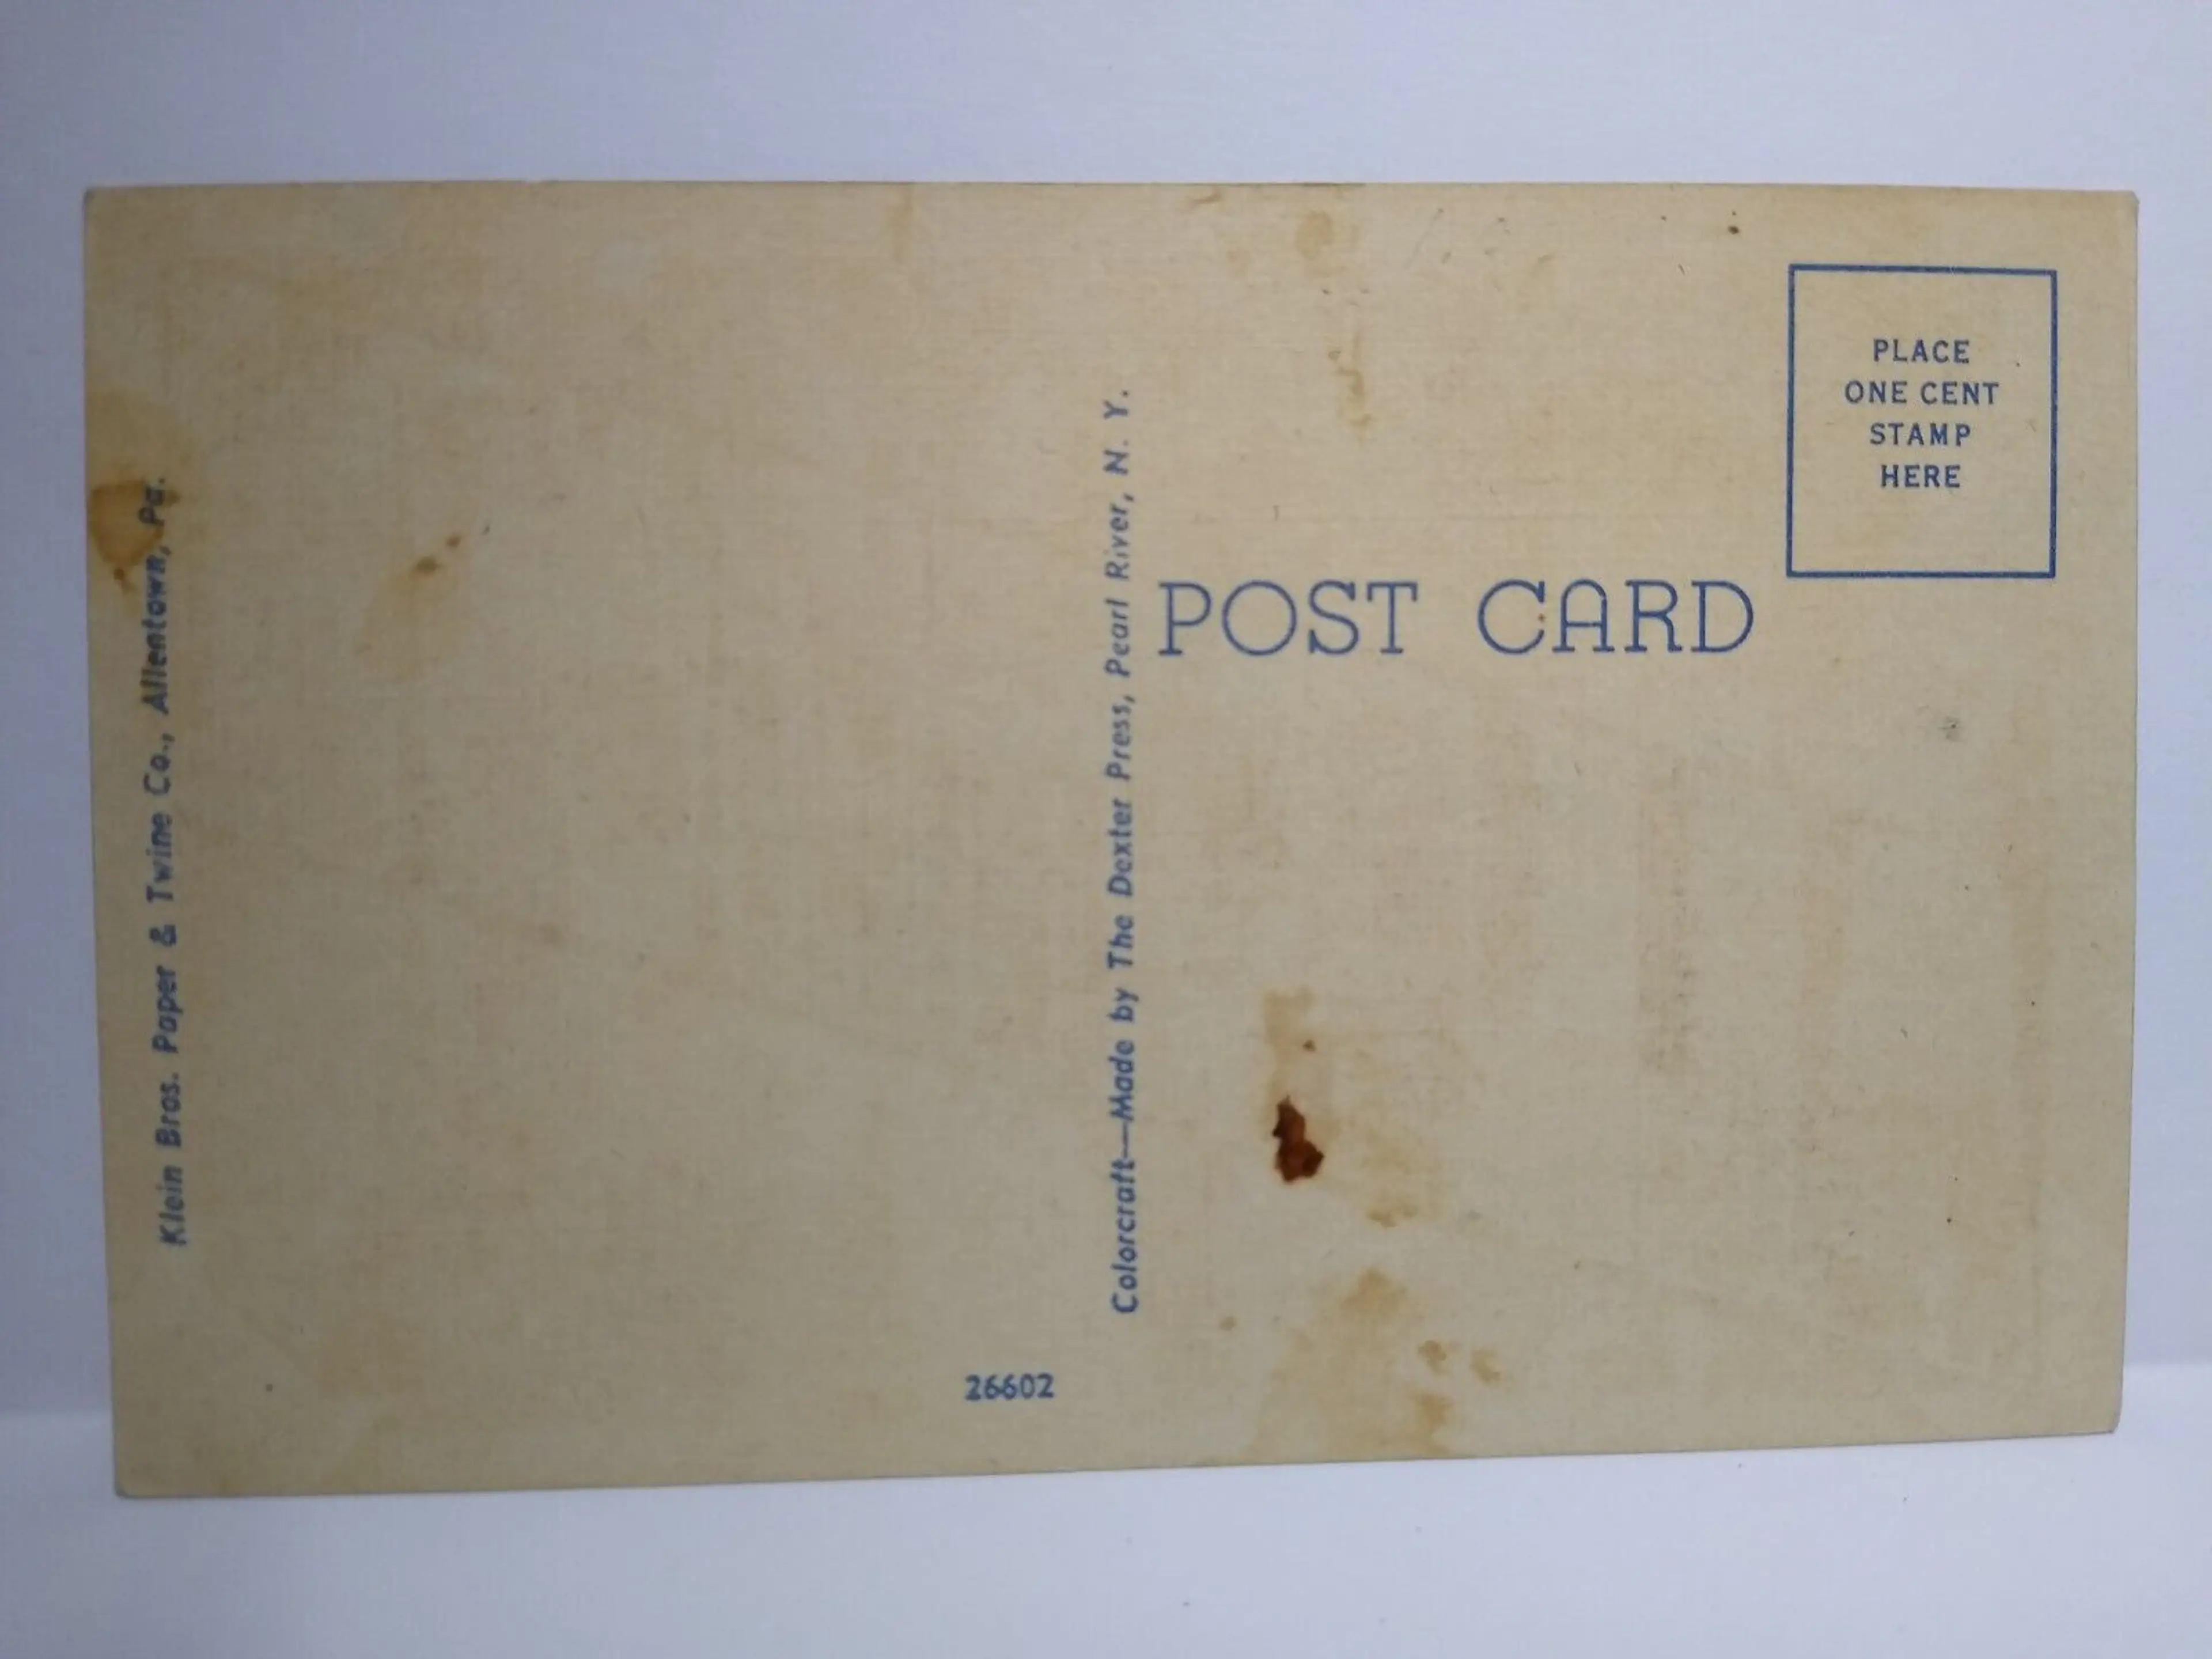 Klein Bros. Paper & Twine Co., Allentown, Pa.
Colorcraft—Made by The Dexter Press, Pearl River, N. Y.
POST CARD
PLACE
ONE CENT
STAMP
HERE
26602